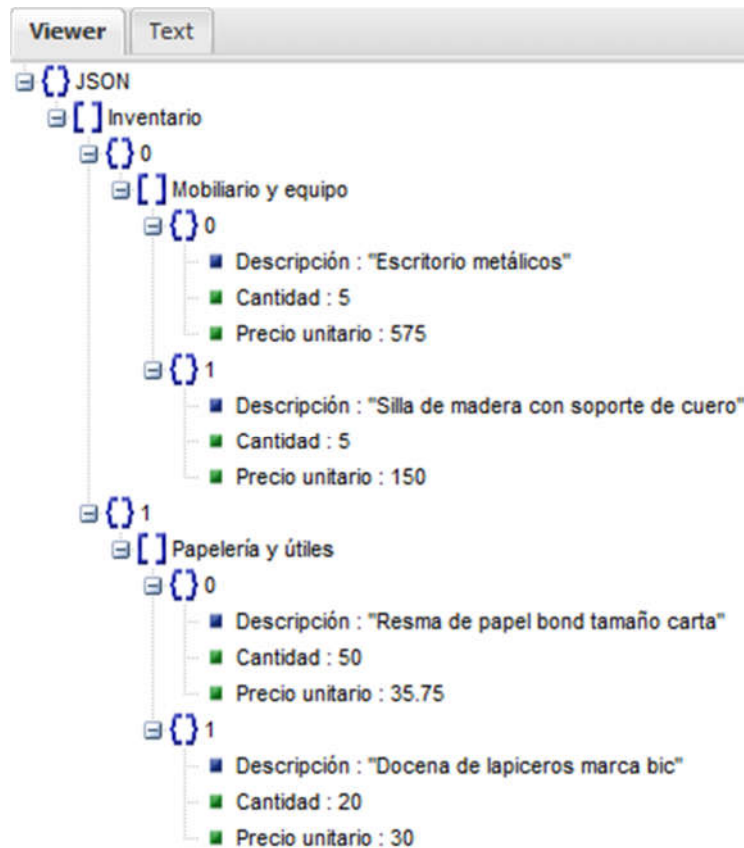 Viewer Text
{} JSON
[] Inventario
{} 0
[] Mobiliario y equipo
{} 0
Descripción : "Escritorio metálicos"
Cantidad : 5
Precio unitario : 575
{} 1
Descripción : "Silla de madera con soporte de cuero"
Cantidad : 5
Precio unitario : 150
{} 1
[] Papelería y útiles
{} 0
Descripción : "Resma de papel bond tamaño carta"
Cantidad : 50
Precio unitario : 35.75
{} 1
Descripción : "Docena de lapiceros marca bic"
Cantidad : 20
Precio unitario : 30